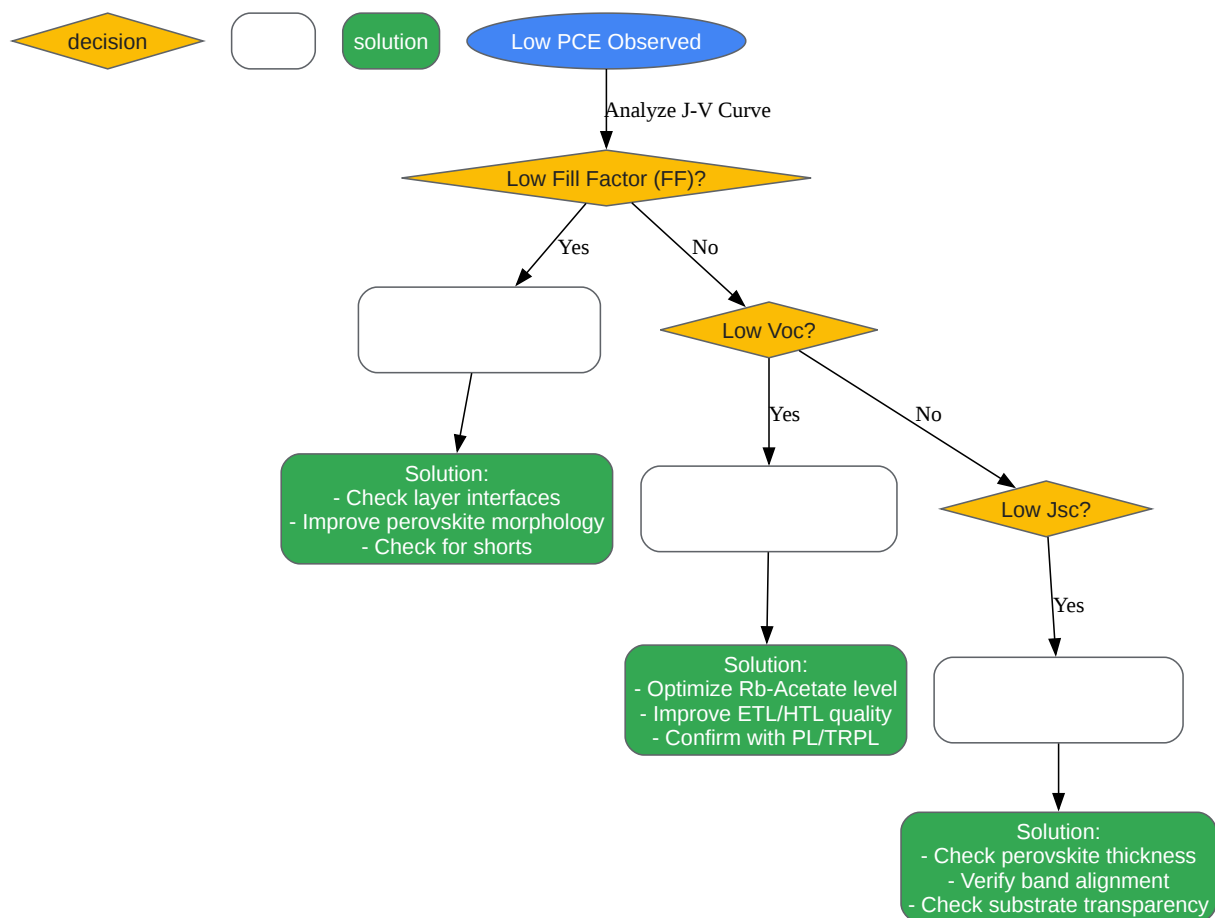 decision
solution
Low PCE Observed
Analyze J-V Curve
Low Fill Factor (FF)?
Yes
No
Low Voc?
Yes
No
Solution:
- Check layer interfaces
- Improve perovskite morphology
- Check for shorts
Low Jsc?
Yes
Solution:
- Optimize Rb-Acetate level
- Improve ETL/HTL quality
- Confirm with PL/TRPL
Solution:
- Check perovskite thickness
- Verify band alignment
- Check substrate transparency